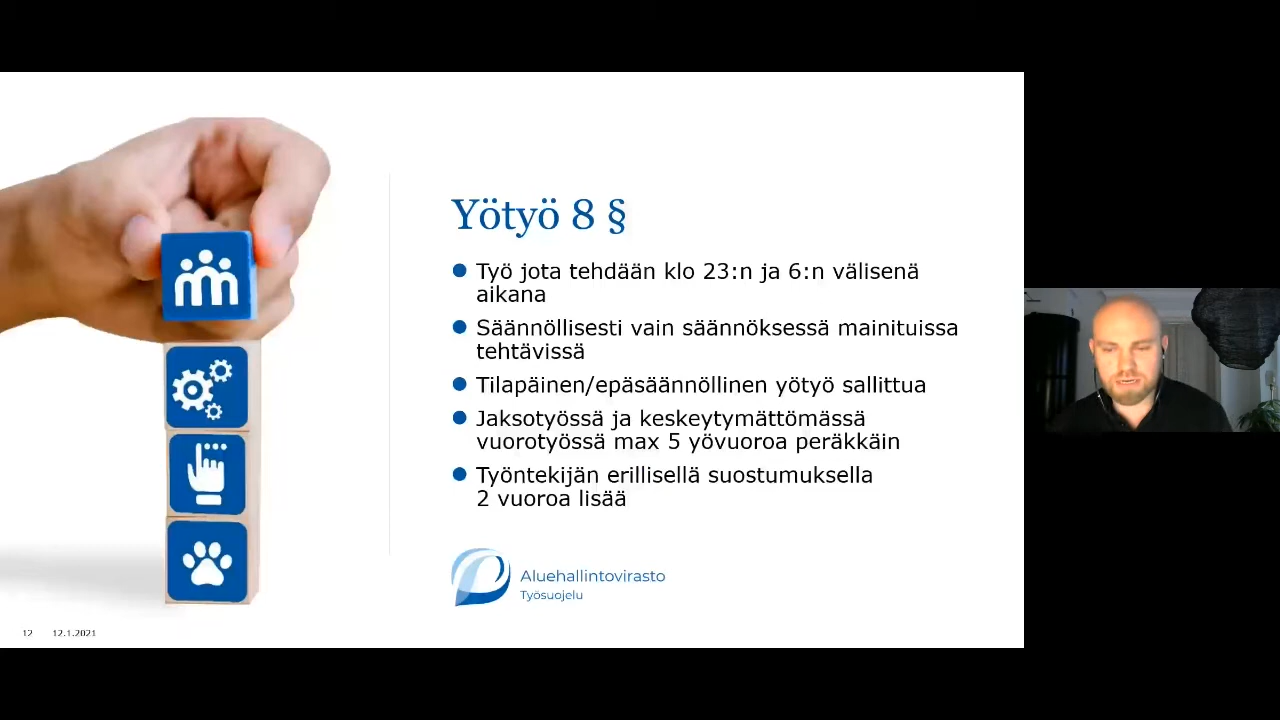 Yötyö 8 §
Työ jota tehdään klo 23:n ja 6:n välisenä
aikana
Säännöllisesti vain säännöksessä mainituissa
tehtävissä
Tilapäinen/epäsäännöllinen yötyö sallittua
Jaksotyössä ja keskeytymättömässä
vuorotyössä max 5 yövuoroa peräkkäin
Työntekijän erillisellä suostumuksella
2 vuoroa lisää
Aluehallintovirasto
Työsuojelu
12 12.1.2021